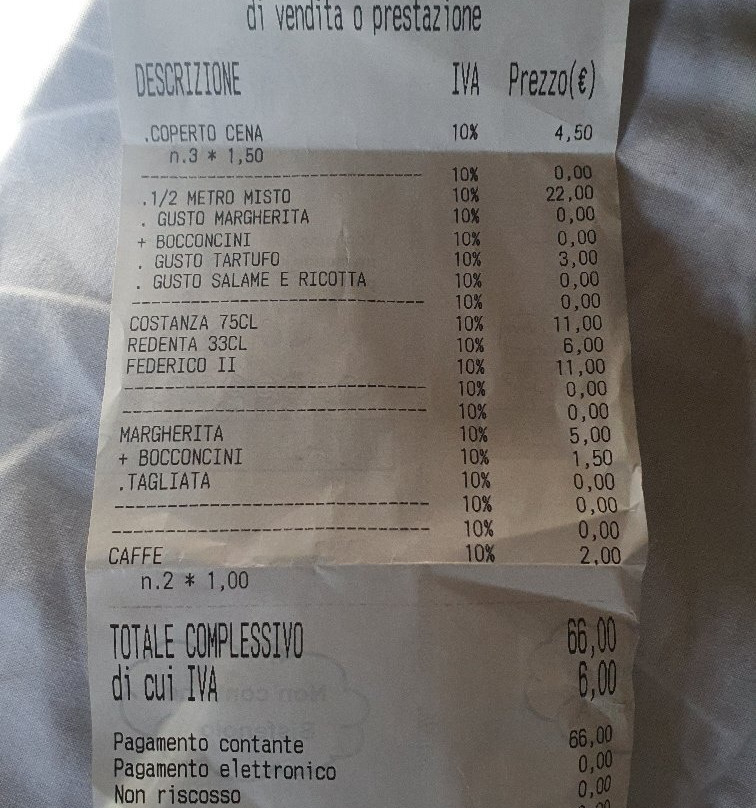 di vendita o prestazione
DESCRIZIONE IVA Prezzo(€)
.COPERTO CENA 10% 4,50
n.3 * 1,50
-------------------------------- 10% 0,00
.1/2 METRO MISTO 10% 22,00
. GUSTO MARGHERITA 10% 0,00
+ BOCCONCINI 10% 0,00
. GUSTO TARTUFO 10% 3,00
. GUSTO SALAME E RICOTTA 10% 0,00
-------------------------------- 10% 0,00
COSTANZA 75CL 10% 11,00
REDENTA 33CL 10% 6,00
FEDERICO II 10% 11,00
-------------------------------- 10% 0,00
-------------------------------- 10% 0,00
MARGHERITA 10% 5,00
+ BOCCONCINI 10% 1,50
.TAGLIATA 10% 0,00
-------------------------------- 10% 0,00
-------------------------------- 10% 0,00
CAFFE 10% 2,00
n.2 * 1,00
TOTALE COMPLESSIVO 66,00
di cui IVA 6,00
Pagamento contante 66,00
Pagamento elettronico 0,00
Non riscosso 0,00